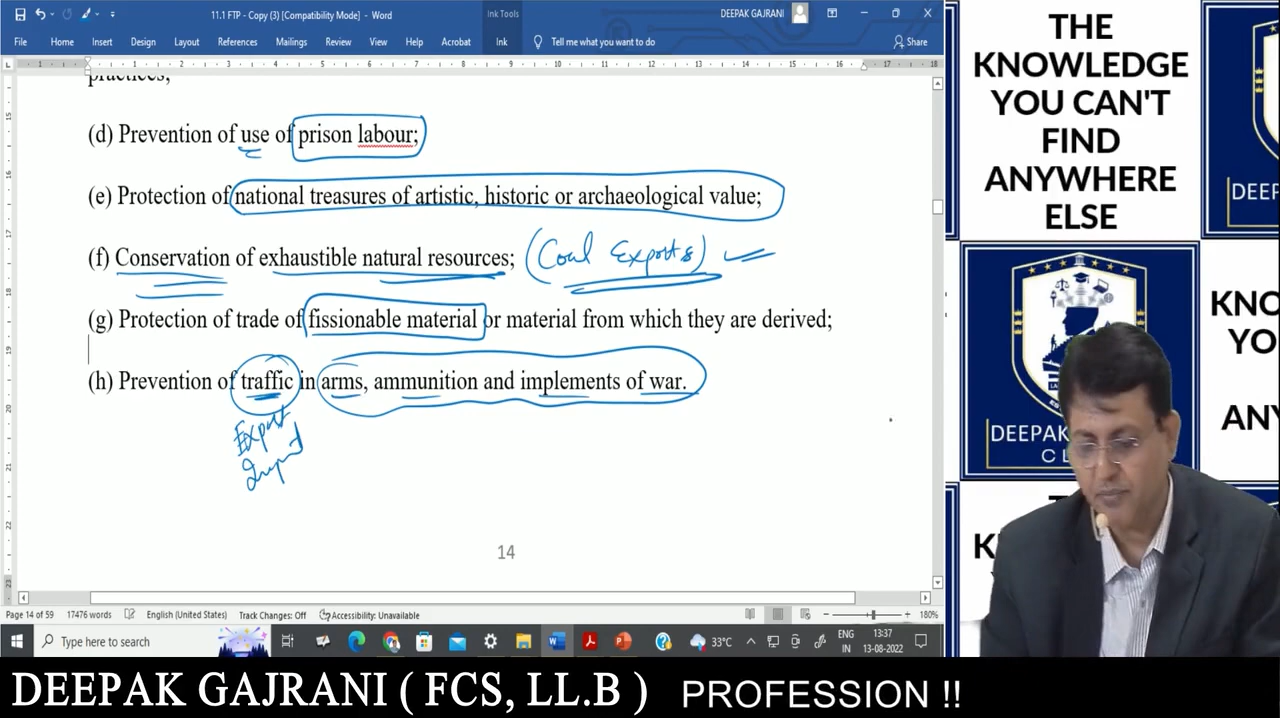 11.1 FTP - Copy (3) [Compatibility Mode] - Word
Ink Tools
DEEPAK GAJRANI
File Home Insert Design Layout References Mailings Review View Help Acrobat Ink Tell me what you want to do Share
practices;
(d) Prevention of use of prison labour;
(e) Protection of national treasures of artistic, historic or archaeological value;
(f) Conservation of exhaustible natural resources; (Coal Exports)
(g) Protection of trade of fissionable material or material from which they are derived;
(h) Prevention of traffic in arms, ammunition and implements of war.
Export
14
Page 14 of 59 17476 words English (United States) Track Changes: Off Accessibility: Unavailable 180%
Type here to search
33°C
ENG
IN
13:37
13-08-2022
THE
KNOWLEDGE
YOU CAN'T
FIND
ANYWHERE
ELSE
DEEP
DEEPAK
CL
KNO
YO
ANY
DEEPAK GAJRANI ( FCS, LL.B ) PROFESSION !!